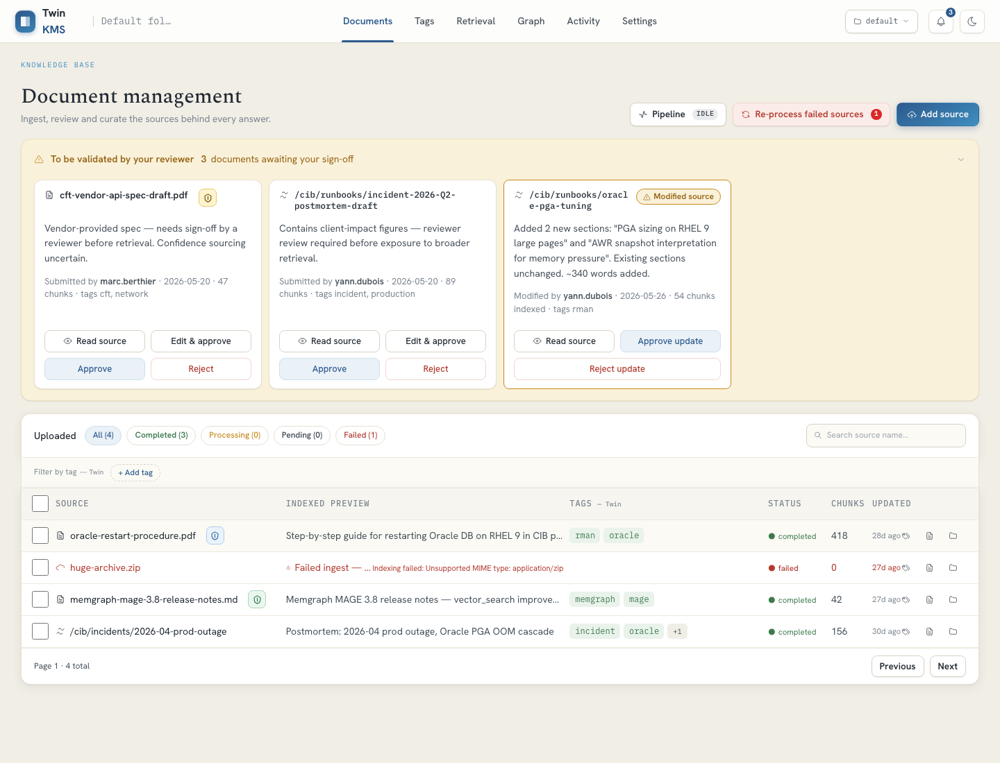 Twin
KMS
Default fol…
Documents
Tags
Retrieval
Graph
Activity
Settings
default
3
KNOWLEDGE BASE
Document management
Ingest, review and curate the sources behind every answer.
Pipeline IDLE
Re-process failed sources 1
Add source
To be validated by your reviewer 3 documents awaiting your sign-off
cft-vendor-api-spec-draft.pdf
Vendor-provided spec — needs sign-off by a
reviewer before retrieval. Confidence sourcing
uncertain.
Submitted by marc.berthier · 2026-05-20 · 47
chunks · tags cft, network
Read source
Edit & approve
Approve
Reject
/cib/runbooks/incident-2026-Q2-
postmortem-draft
Contains client-impact figures — reviewer
review required before exposure to broader
retrieval.
Submitted by yann.dubois · 2026-05-20 · 89
chunks · tags incident, production
Read source
Edit & approve
Approve
Reject
/cib/runbooks/oracl
e-pga-tuning
Modified source
Added 2 new sections: "PGA sizing on RHEL 9
large pages" and "AWR snapshot interpretation
for memory pressure". Existing sections
unchanged. ~340 words added.
Modified by yann.dubois · 2026-05-26 · 54 chunks
indexed · tags rman
Read source
Approve update
Reject update
Uploaded
All (4)
Completed (3)
Processing (0)
Pending (0)
Failed (1)
Search source name…
Filter by tag — Twin
+ Add tag
SOURCE
INDEXED PREVIEW
TAGS — Twin
STATUS
CHUNKS
UPDATED
oracle-restart-procedure.pdf
Step-by-step guide for restarting Oracle DB on RHEL 9 in CIB p…
rman
oracle
completed
418
28d ago
huge-archive.zip
Failed ingest — … Indexing failed: Unsupported MIME type: application/zip
failed
0
27d ago
memgraph-mage-3.8-release-notes.md
Memgraph MAGE 3.8 release notes — vector_search improve…
memgraph
mage
completed
42
27d ago
/cib/incidents/2026-04-prod-outage
Postmortem: 2026-04 prod outage, Oracle PGA OOM cascade
incident
oracle
+1
completed
156
30d ago
Page 1 · 4 total
Previous
Next